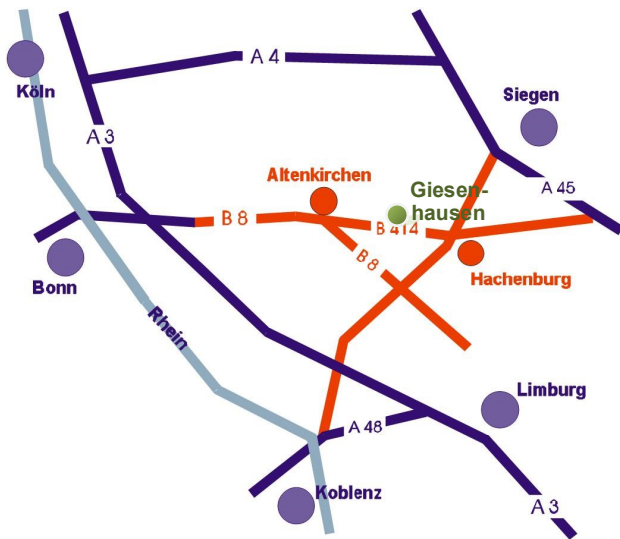 A 4
Köln
Siegen
A 3
Altenkirchen
Giesen-
hausen
A 45
B 8
B 414
B 8
Hachenburg
Bonn
Rhein
Limburg
A 48
Koblenz
A 3